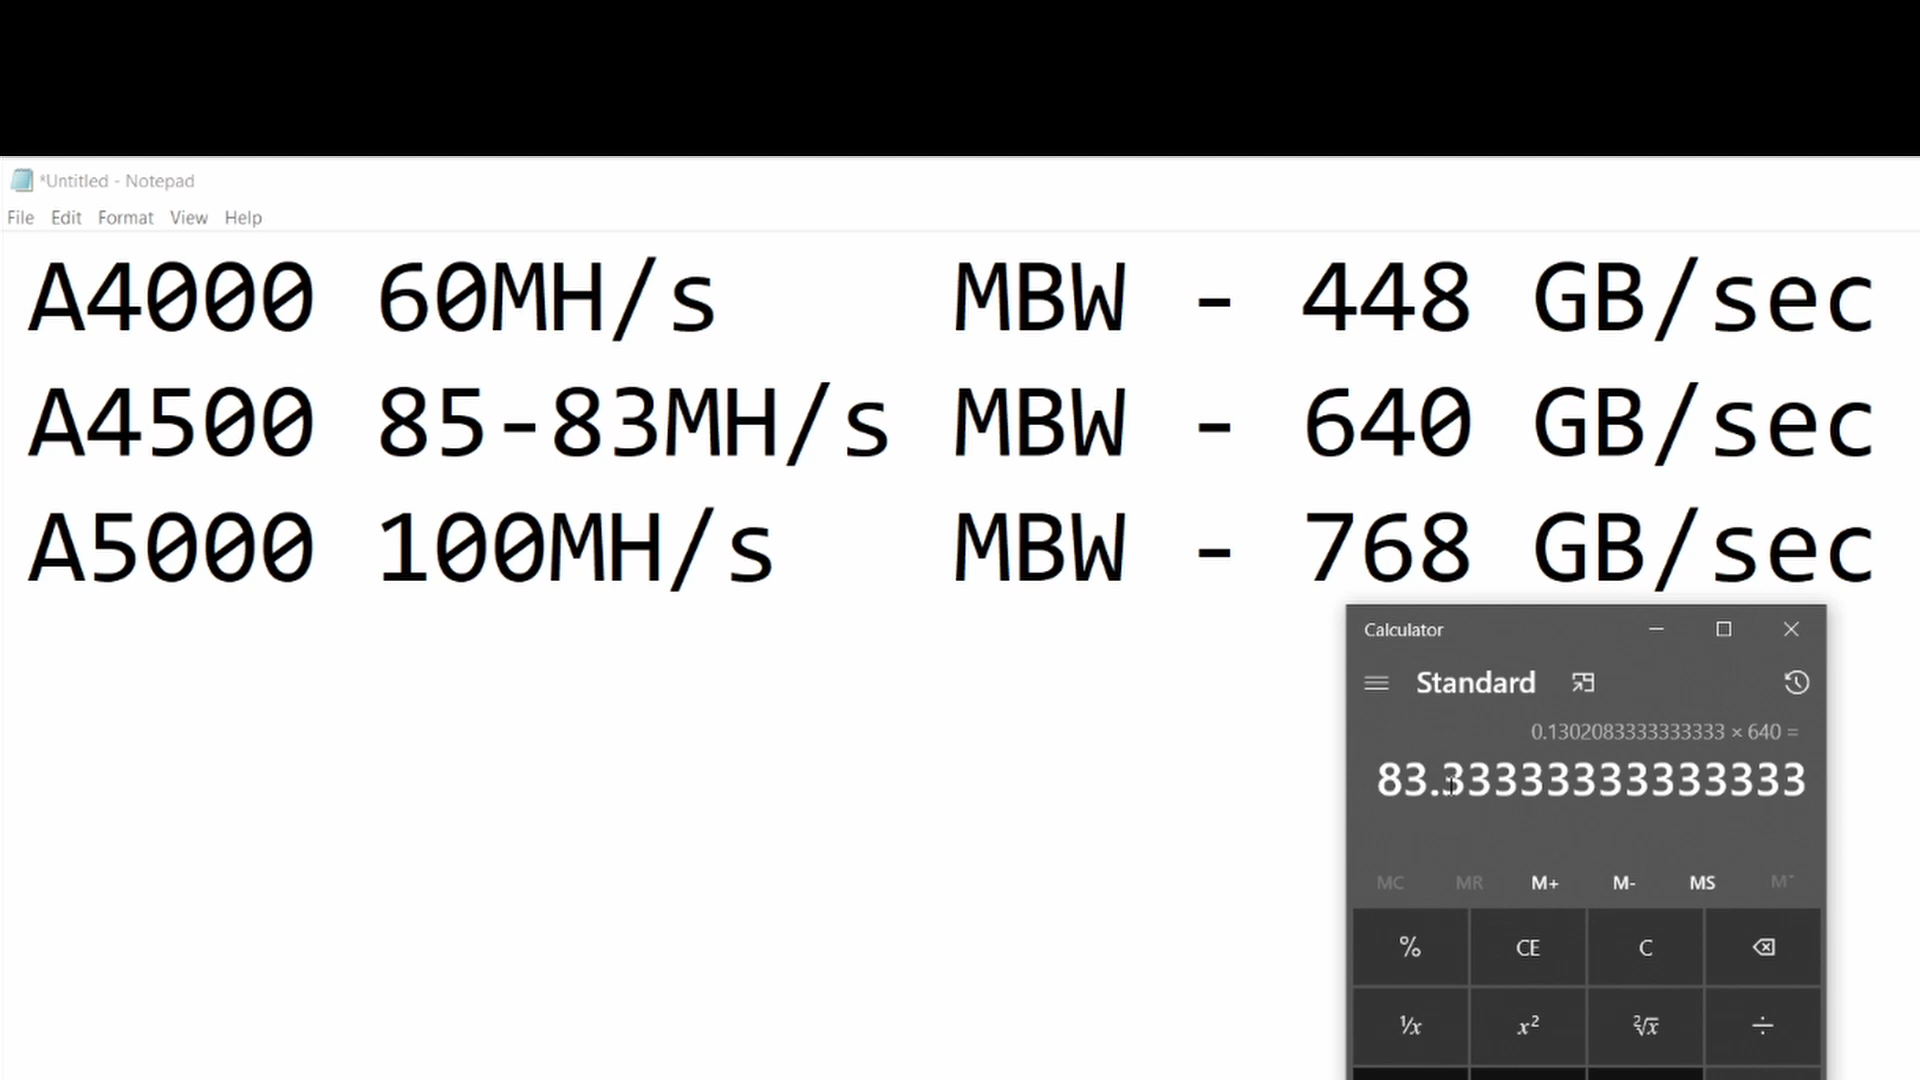 *Untitled - Notepad
File Edit Format View Help
A4000 60MH/s MBW - 448 GB/sec
A4500 85-83MH/s MBW - 640 GB/sec
A5000 100MH/s MBW - 768 GB/sec
Calculator
Standard
0.1302083333333333 × 640 =
83.33333333333333
MC MR M+ M- MS M˅
% CE C
¹/x x² ²√x ÷